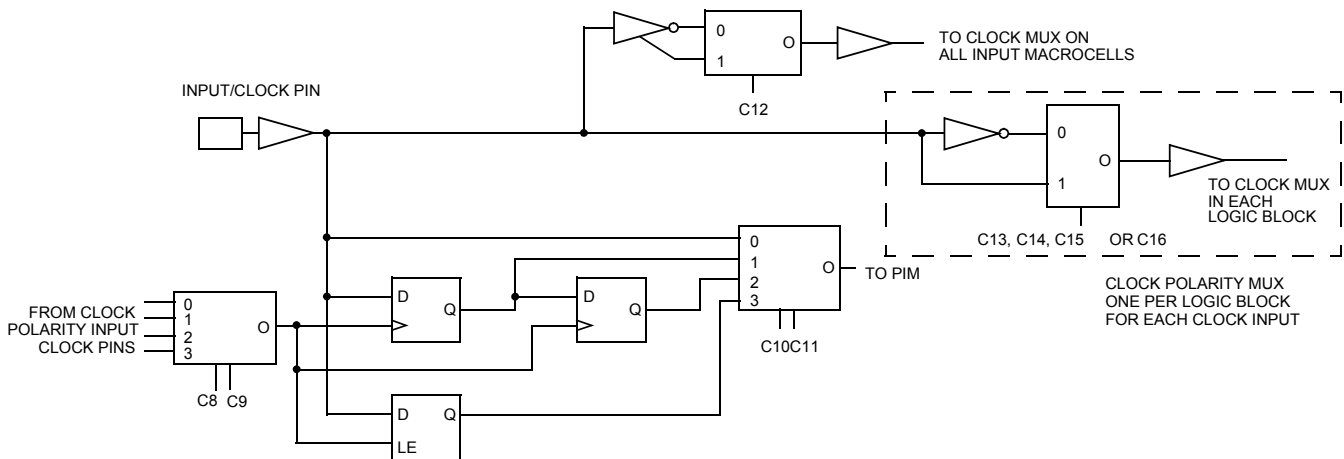 0
O
1
TO CLOCK MUX ON
ALL INPUT MACROCELLS
C12
INPUT/CLOCK PIN
0
O
1
TO CLOCK MUX
IN EACH
LOGIC BLOCK
C13, C14, C15 OR C16
CLOCK POLARITY MUX
ONE PER LOGIC BLOCK
FOR EACH CLOCK INPUT
0
1
2
3
O
TO PIM
C10C11
D
Q
D
Q
FROM CLOCK
POLARITY INPUT
CLOCK PINS
0
1
2
3
O
C8 C9
D
Q
LE